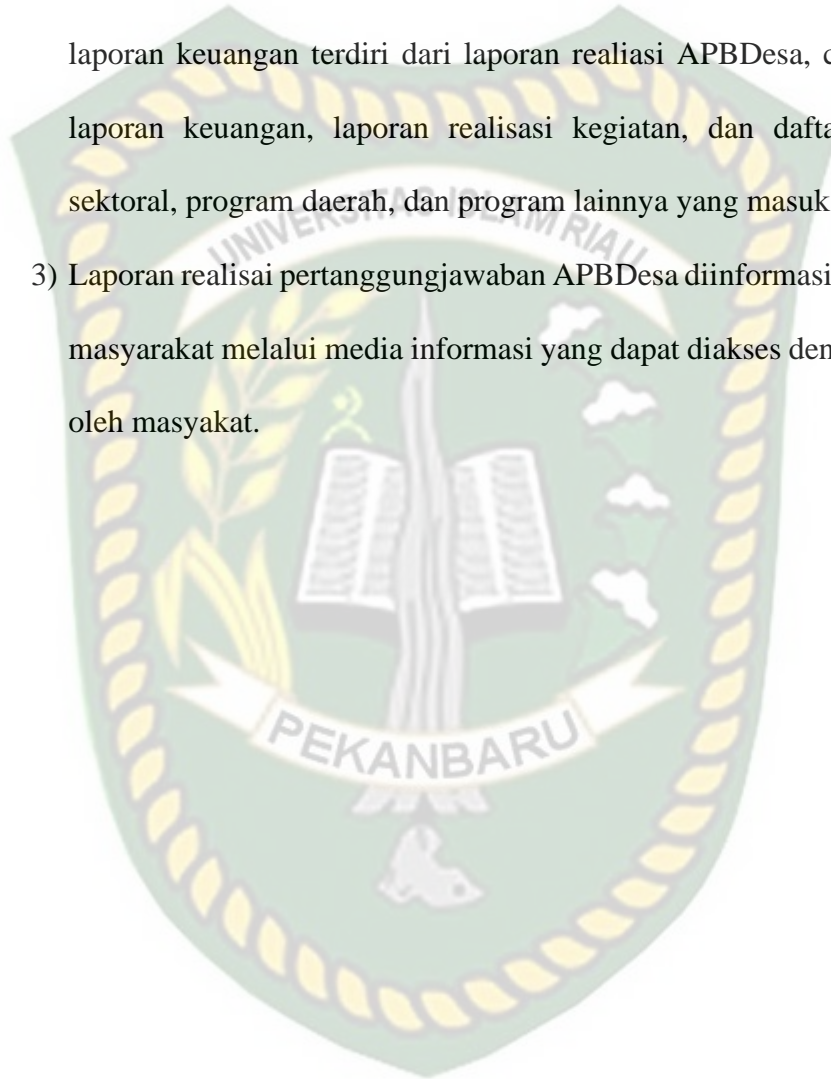 laporan keuangan terdiri dari laporan realiasi APBDesa,
laporan keuangan, laporan realisasi kegiatan, dan
sektoral, program daerah, dan program lainnya yang masuk
UNIVERSITAS ISLAM RIAU
3) Laporan realisai pertanggungjawaban APBDesa diinformasi
masyarakat melalui media informasi yang dapat diakses
oleh masyakat.
PEKANBARU